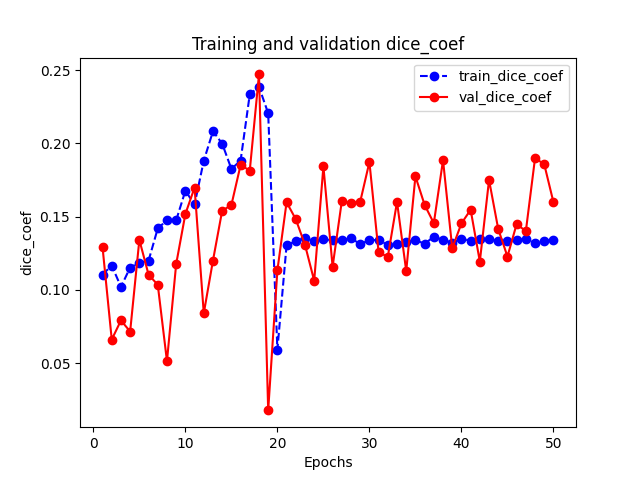 Training and validation dice_coef
train_dice_coef
val_dice_coef
0.25
0.20
0.15
0.10
0.05
dice_coef
0 10 20 30 40 50
Epochs